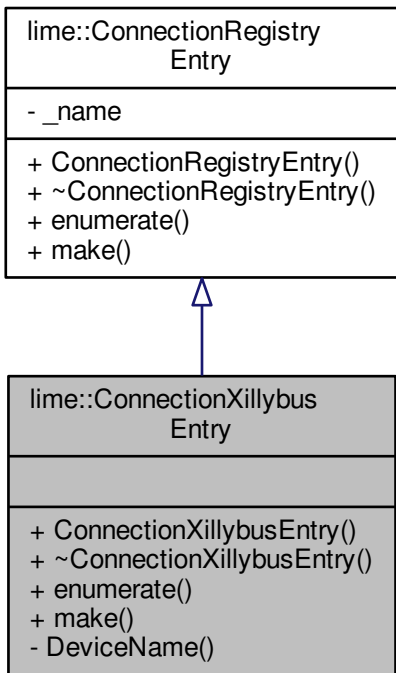 lime::ConnectionRegistry
Entry
- _name
+ ConnectionRegistryEntry()
+ ~ConnectionRegistryEntry()
+ enumerate()
+ make()
lime::ConnectionXillybus
Entry
+ ConnectionXillybusEntry()
+ ~ConnectionXillybusEntry()
+ enumerate()
+ make()
- DeviceName()